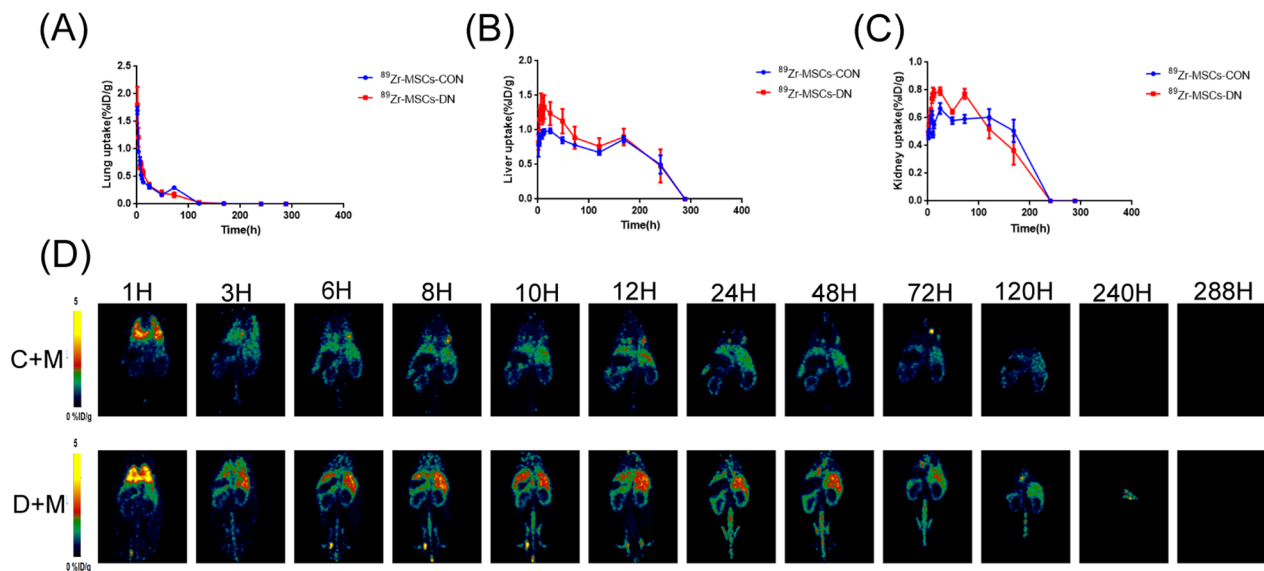 (A)
Lung uptake(%ID/g)
2.5
2.0
1.5
1.0
0.5
0.0
0
100
200
300
400
Time(h)
89Zr-MSCs-CON
89Zr-MSCs-DN
(B)
Liver uptake(%ID/g)
2.0
1.5
1.0
0.5
0.0
0
100
200
300
400
Time(h)
89Zr-MSCs-CON
89Zr-MSCs-DN
(C)
Kidney uptake(%ID/g)
1.0
0.8
0.6
0.4
0.2
0.0
0
100
200
300
400
Time(h)
89Zr-MSCs-CON
89Zr-MSCs-DN
(D)
1H 3H 6H 8H 10H 12H 24H 48H 72H 120H 240H 288H
5
C+M
0 %ID/g
5
D+M
0 %ID/g